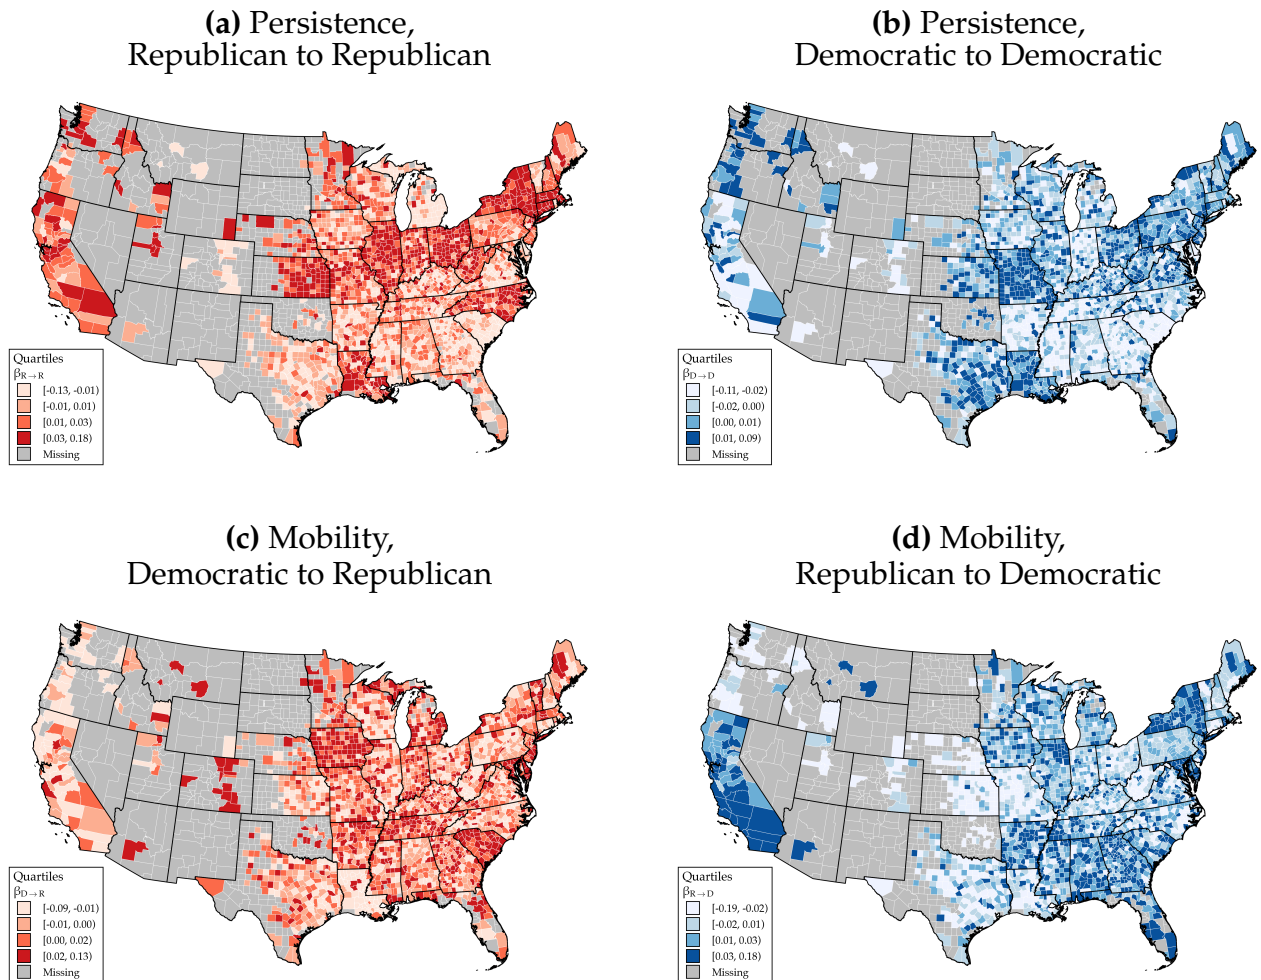 (a) Persistence,
Republican to Republican
Quartiles
βR→R
[-0.13, -0.01)
[-0.01, 0.01)
[0.01, 0.03)
[0.03, 0.18)
Missing
(b) Persistence,
Democratic to Democratic
Quartiles
βD→D
[-0.11, -0.02)
[-0.02, 0.00)
[0.00, 0.01)
[0.01, 0.09)
Missing
(c) Mobility,
Democratic to Republican
Quartiles
βD→R
[-0.09, -0.01)
[-0.01, 0.00)
[0.00, 0.02)
[0.02, 0.13)
Missing
(d) Mobility,
Republican to Democratic
Quartiles
βR→D
[-0.19, -0.02)
[-0.02, 0.01)
[0.01, 0.03)
[0.03, 0.18)
Missing